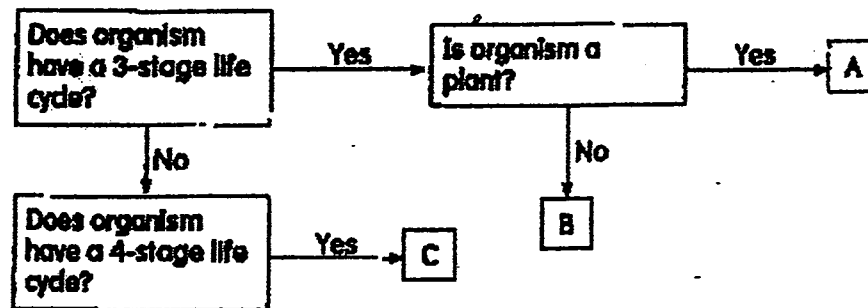 Does organism
have a 3-stage life
cycle?
Yes
Is organism a
plant?
Yes
A
No
No
B
Does organism
have a 4-stage life
cycle?
Yes
C